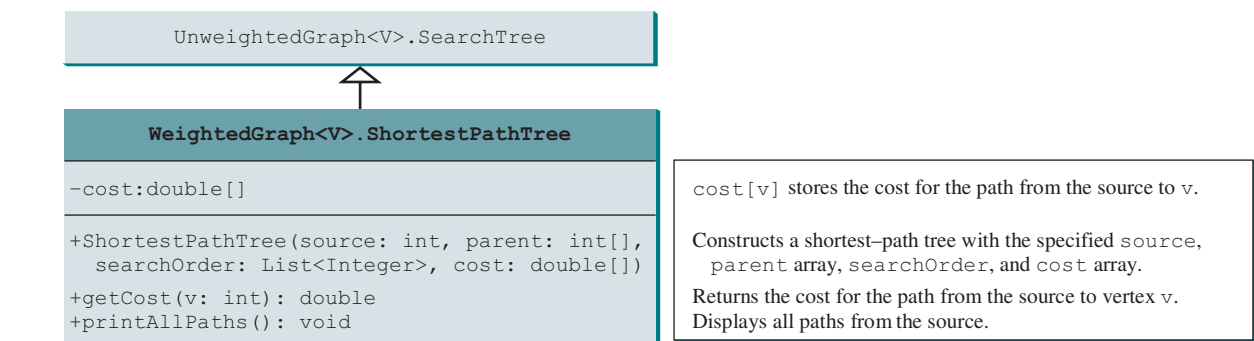 UnweightedGraph<V>.SearchTree
WeightedGraph<V>.ShortestPathTree
-cost:double[]
cost[v] stores the cost for the path from the source to v.
+ShortestPathTree(source: int, parent: int[],
searchOrder: List<Integer>, cost: double[])
Constructs a shortest–path tree with the specified source,
parent array, searchOrder, and cost array.
+getCost(v: int): double
Returns the cost for the path from the source to vertex v.
+printAllPaths(): void
Displays all paths from the source.